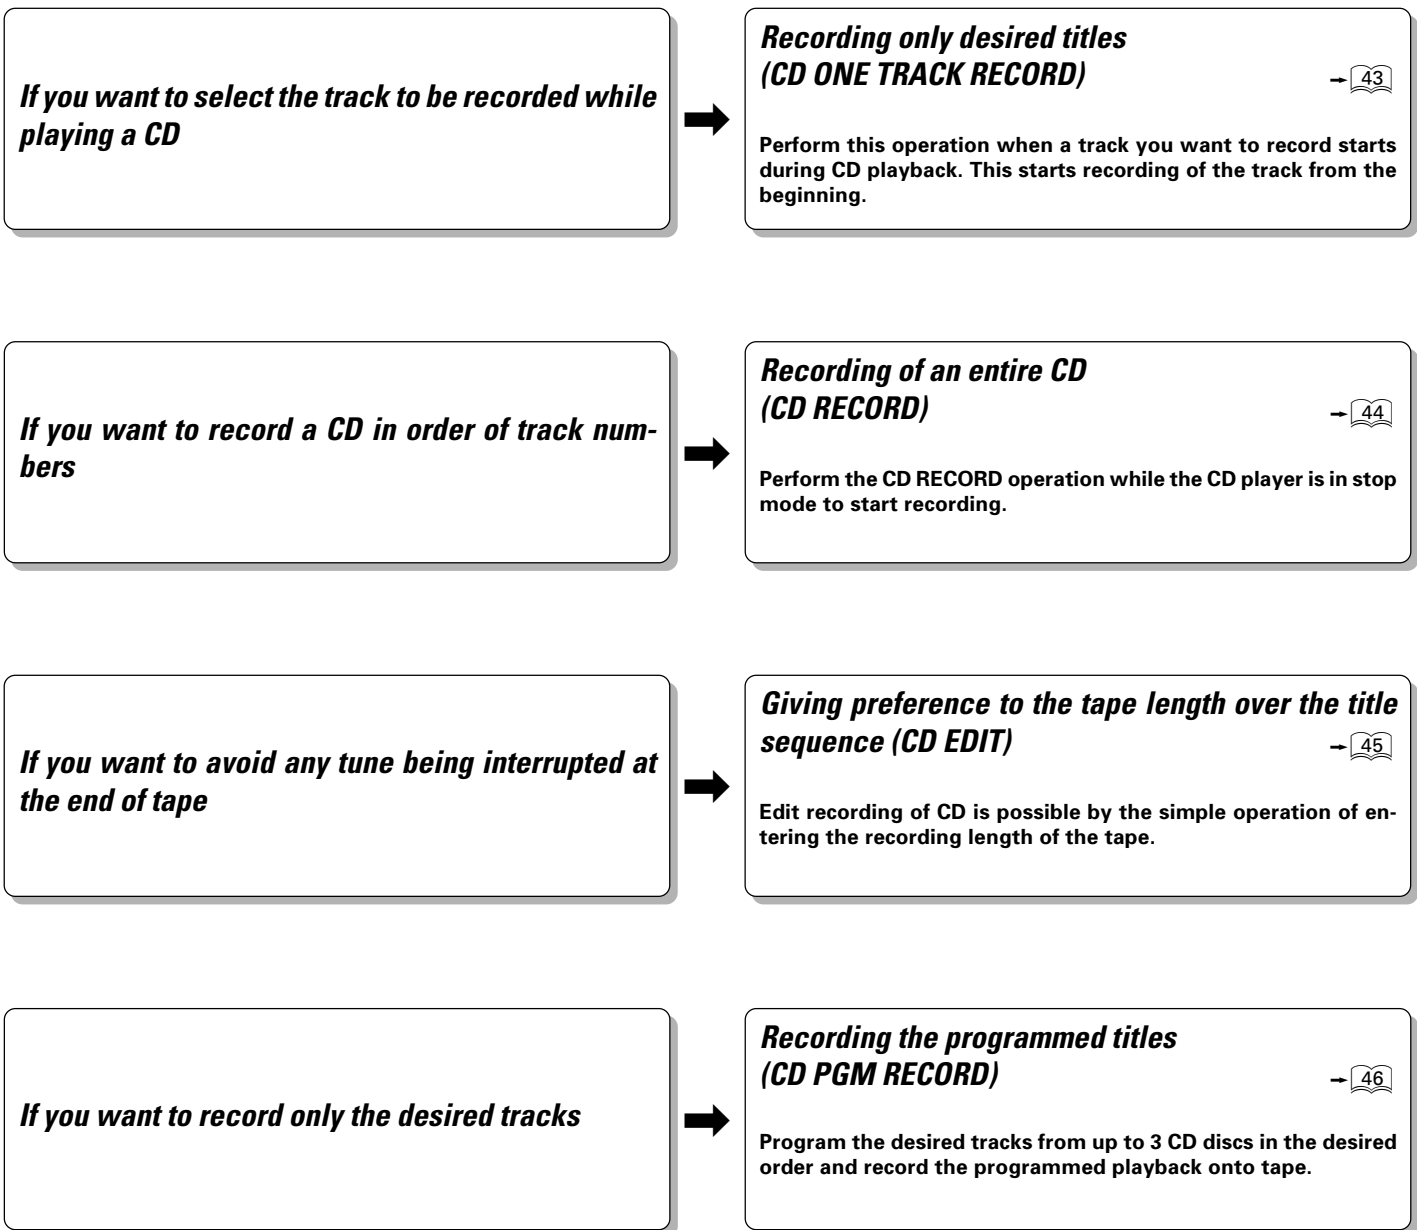 If you want to select the track to be recorded while
playing a CD
Recording only desired titles
(CD ONE TRACK RECORD)
43
Perform this operation when a track you want to record starts
during CD playback. This starts recording of the track from the
beginning.
If you want to record a CD in order of track num-
bers
Recording of an entire CD
(CD RECORD)
44
Perform the CD RECORD operation while the CD player is in stop
mode to start recording.
If you want to avoid any tune being interrupted at
the end of tape
Giving preference to the tape length over the title
sequence (CD EDIT)
45
Edit recording of CD is possible by the simple operation of en-
tering the recording length of the tape.
If you want to record only the desired tracks
Recording the programmed titles
(CD PGM RECORD)
46
Program the desired tracks from up to 3 CD discs in the desired
order and record the programmed playback onto tape.